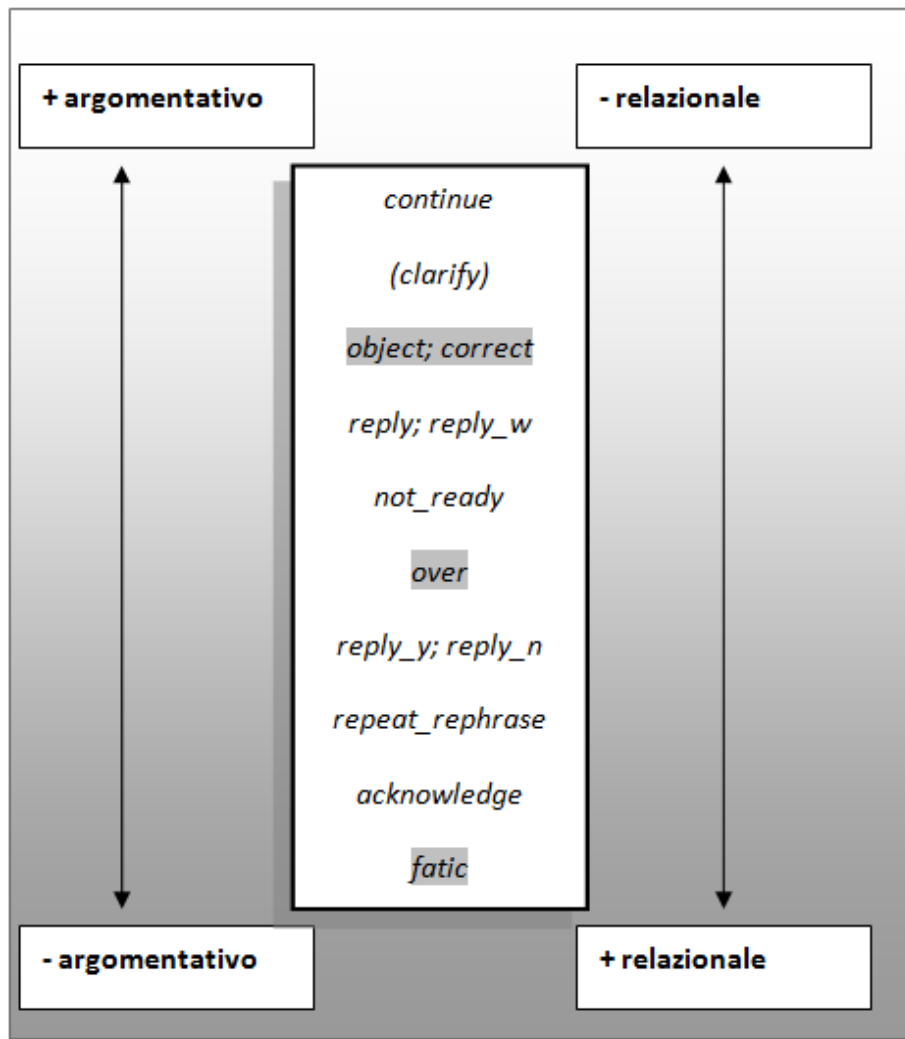 + argomentativo
- relazionale
continue
(clarify)
object; correct
reply; reply_w
not_ready
over
reply_y; reply_n
repeat_rephrase
acknowledge
fatic
- argomentativo
+ relazionale